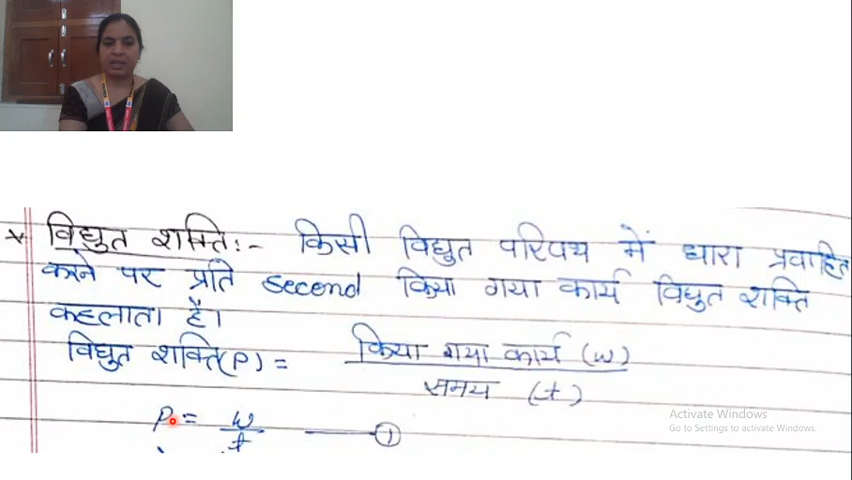 * विद्युत शक्ति:- किसी विद्युत परिपथ में धारा प्रवाहित
करने पर प्रति second किया गया कार्य विद्युत शक्ति
कहलाता है।
विद्युत शक्ति(P) = किया गया कार्य (w)
समय (t)
P = w
t ——— ①
Activate Windows
Go to Settings to activate Windows.